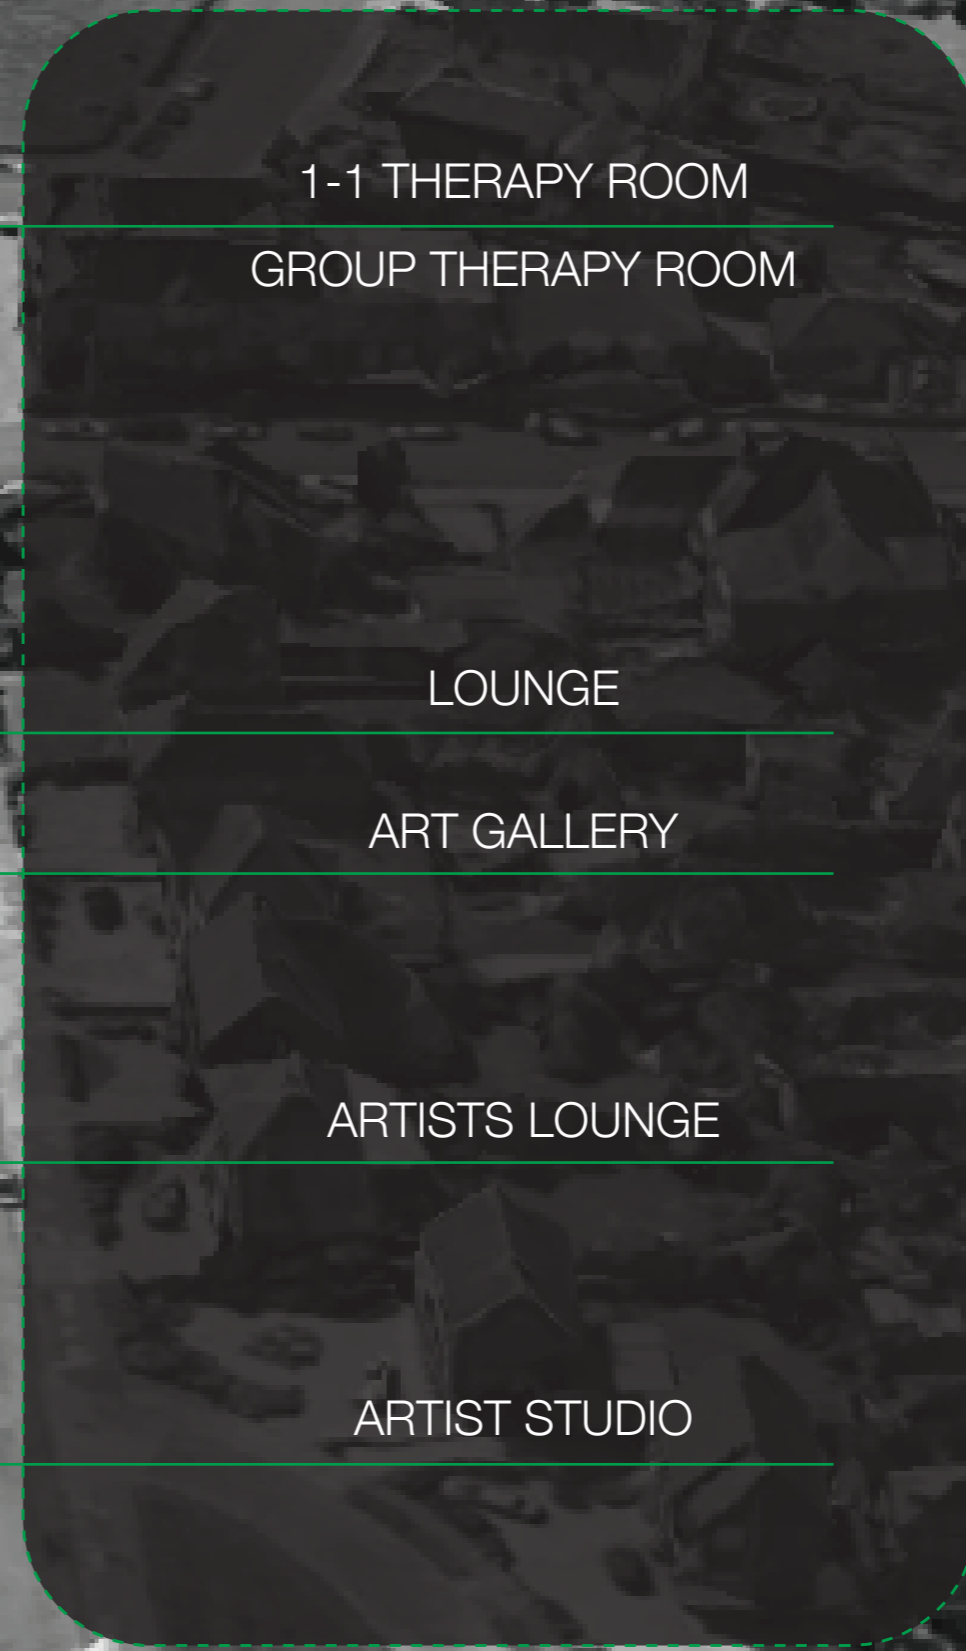 1-1 THERAPY ROOM
GROUP THERAPY ROOM
LOUNGE
ART GALLERY
ARTISTS LOUNGE
ARTIST STUDIO